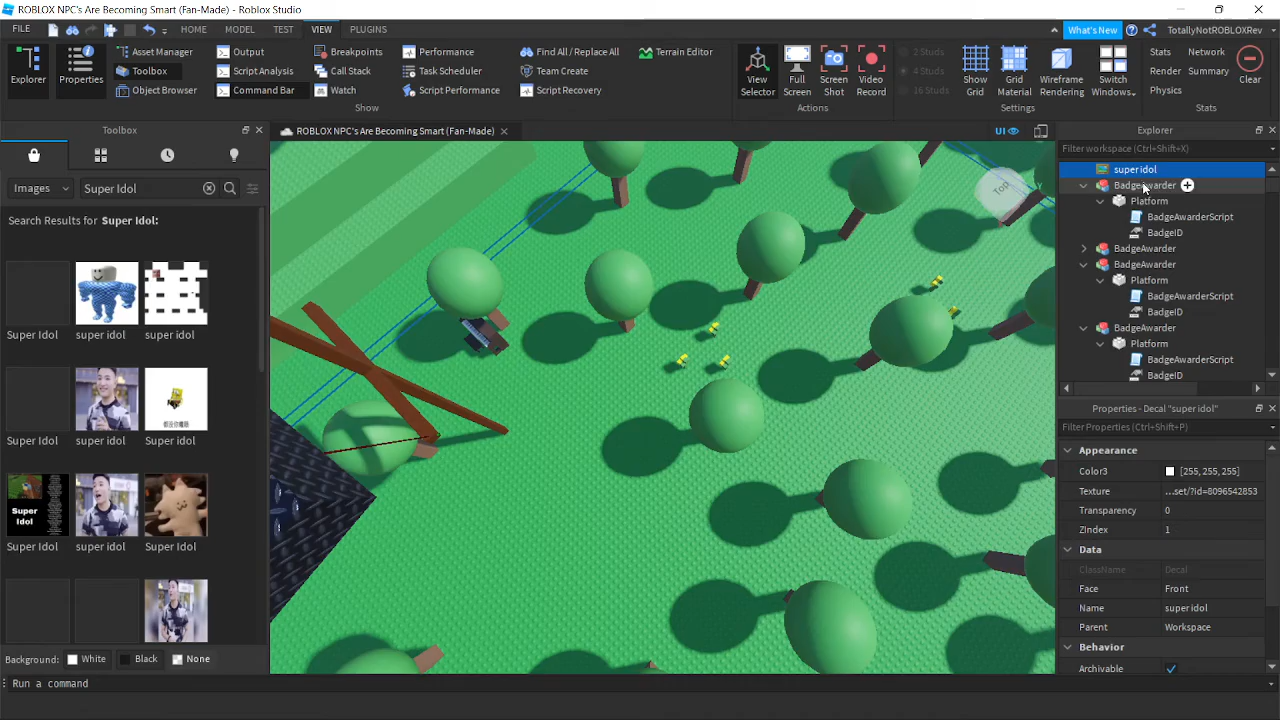 ROBLOX NPC's Are Becoming Smart (Fan-Made) - Roblox Studio
FILE HOME MODEL TEST VIEW PLUGINS What's New TotallyNotROBLOXRev
Explorer Properties Asset Manager Output Breakpoints Performance Find All / Replace All Terrain Editor
Toolbox Script Analysis Call Stack Task Scheduler Team Create
Object Browser Command Bar Watch Script Performance Script Recovery
View Selector Full Screen Screen Shot Video Record 2 Studs 4 Studs 16 Studs Show Grid Grid Material Wireframe Rendering Switch Windows Stats Network Render Summary Physics Clear
Show Actions Settings Stats
Toolbox
ROBLOX NPC's Are Becoming Smart (Fan-Made)
UI
Images Super Idol
Search Results for Super Idol:
Super Idol super idol super idol
Super Idol super idol Super idol
Super Idol
Super Idol super idol Super Idol
Background: White Black None
Run a command
Top
Explorer
Filter workspace (Ctrl+Shift+X)
super idol
BadgeAwarder
Platform
BadgeAwarderScript
BadgeID
BadgeAwarder
BadgeAwarder
Platform
BadgeAwarderScript
BadgeID
BadgeAwarder
Platform
BadgeAwarderScript
BadgeID
Properties - Decal "super idol"
Filter Properties (Ctrl+Shift+P)
Appearance
Color3 [255,255,255]
Texture ...set/?id=8096542853
Transparency 0
ZIndex 1
Data
ClassName Decal
Face Front
Name super idol
Parent Workspace
Behavior
Archivable